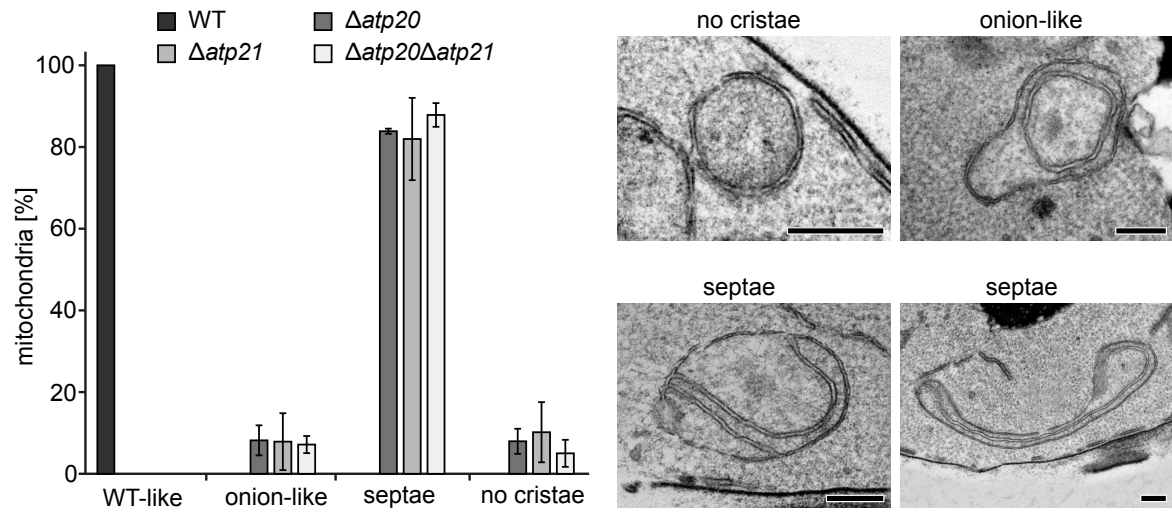 WT
Δatp20
Δatp21
Δatp20Δatp21
mitochondria [%]
100
80
60
40
20
0
WT-like
onion-like
septae
no cristae
no cristae
onion-like
septae
septae